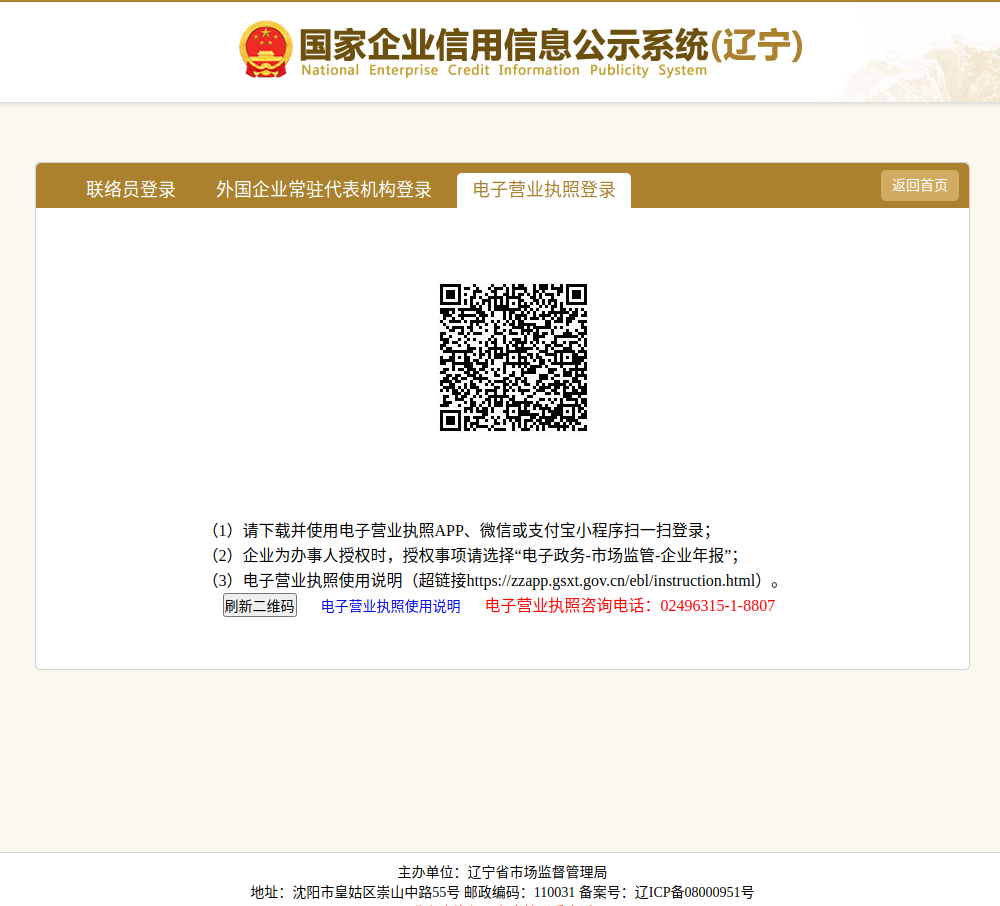 国家企业信用信息公示系统(辽宁)
National Enterprise Credit Information Publicity System
联络员登录 外国企业常驻代表机构登录 电子营业执照登录 返回首页
（1）请下载并使用电子营业执照APP、微信或支付宝小程序扫一扫登录；
（2）企业为办事人授权时，授权事项请选择“电子政务-市场监管-企业年报”；
（3）电子营业执照使用说明（超链接https://zzapp.gsxt.gov.cn/ebl/instruction.html）。
刷新二维码 电子营业执照使用说明 电子营业执照咨询电话：02496315-1-8807
主办单位：辽宁省市场监督管理局
地址：沈阳市皇姑区崇山中路55号 邮政编码：110031 备案号：辽ICP备08000951号